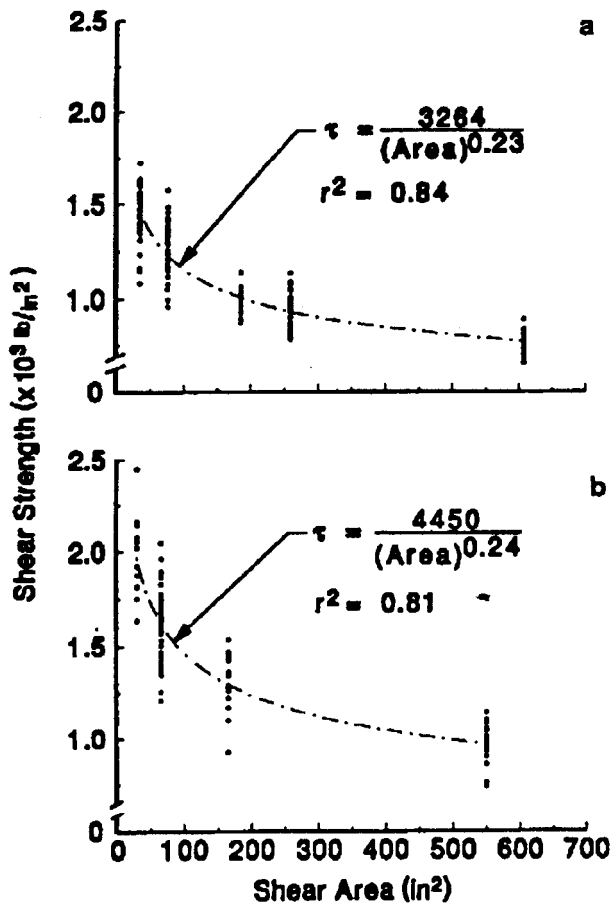 a
2.5
2.0
1.5
1.0
0
τ = 3264
(Area)0.23
r2 = 0.84
Shear Strength (x 103 lb/in2)
b
2.5
2.0
1.5
1.0
0
τ = 4450
(Area)0.24
r2 = 0.81
0 100 200 300 400 500 600 700
Shear Area (in2)